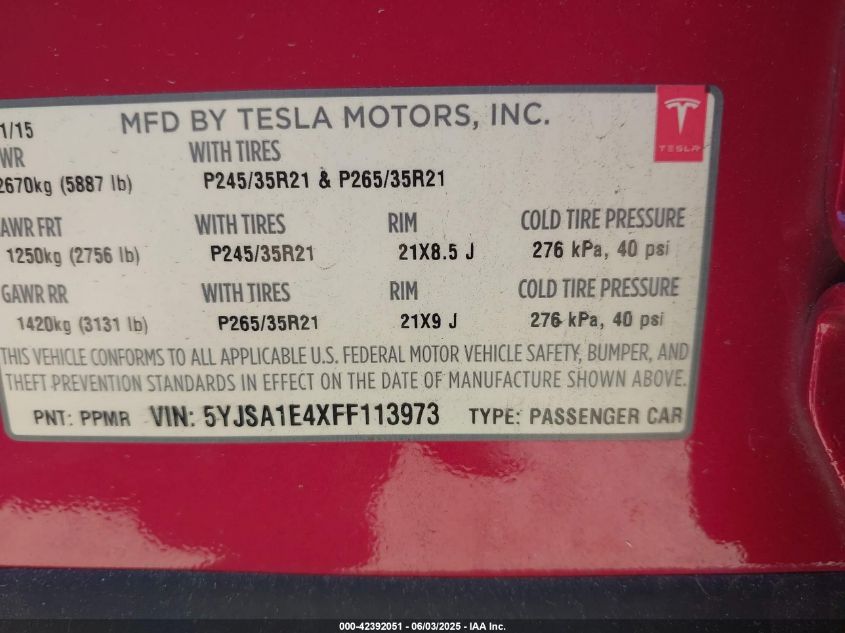 1/15 MFD BY TESLA MOTORS, INC.
WR WITH TIRES
2670kg (5887 lb) P245/35R21 & P265/35R21
TESLA
AWR FRT WITH TIRES RIM COLD TIRE PRESSURE
1250kg (2756 lb) P245/35R21 21X8.5 J 276 kPa, 40 psi
GAWR RR WITH TIRES RIM COLD TIRE PRESSURE
1420kg (3131 lb) P265/35R21 21X9 J 276 kPa, 40 psi
THIS VEHICLE CONFORMS TO ALL APPLICABLE U.S. FEDERAL MOTOR VEHICLE SAFETY, BUMPER, AND
THEFT PREVENTION STANDARDS IN EFFECT ON THE DATE OF MANUFACTURE SHOWN ABOVE.
PNT: PPMR VIN: 5YJSA1E4XFF113973 TYPE: PASSENGER CAR
000-42392051 - 06/03/2025 - IAA Inc.